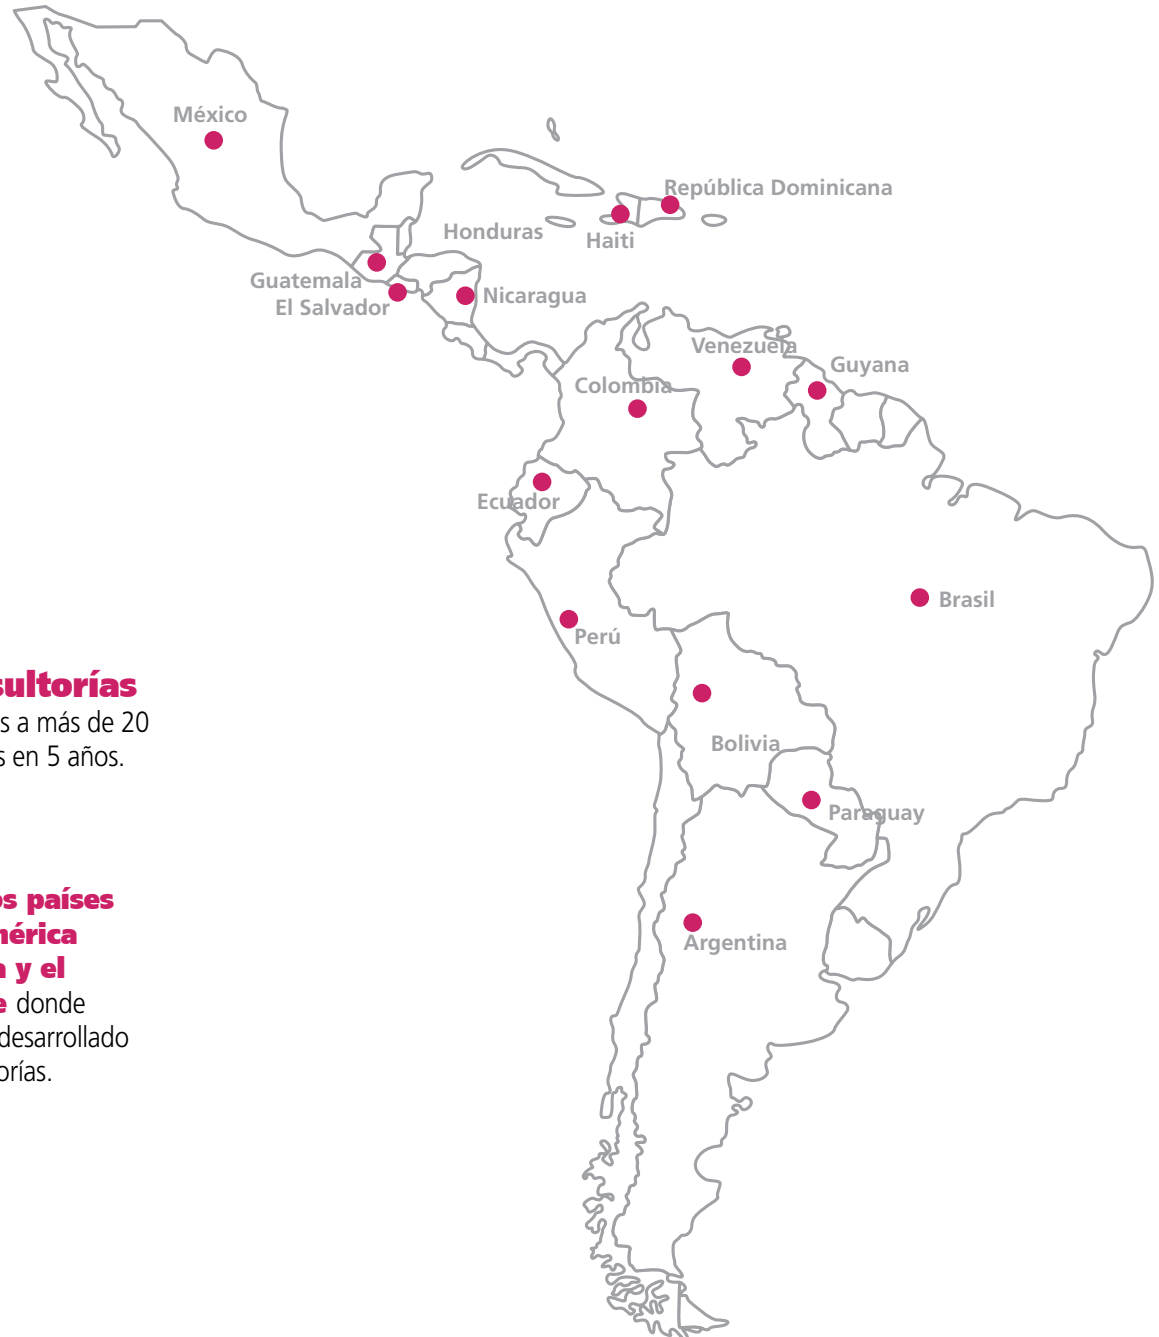 México
República Dominicana
Honduras
Haiti
Guatemala
El Salvador
Nicaragua
Venezuela
Guyana
Colombia
Ecuador
Brasil
Perú
Bolivia
Paraguay
Argentina
sultorías
s a más de 20
s en 5 años.
os países
mérica
a y el
e donde
desarrollado
orías.